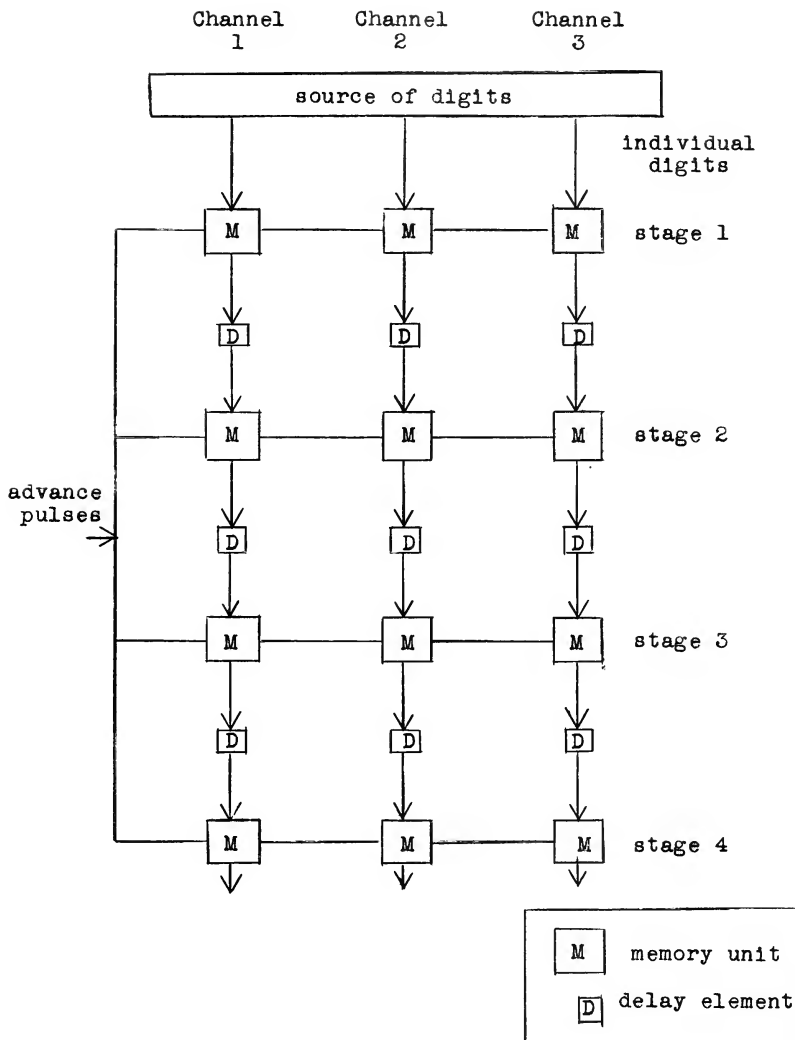 Channel 1
Channel 2
Channel 3
source of digits
individual digits
M M M stage 1
D D D
M M M stage 2
advance pulses
D D D
M M M stage 3
D D D
M M M stage 4
M memory unit
D delay element